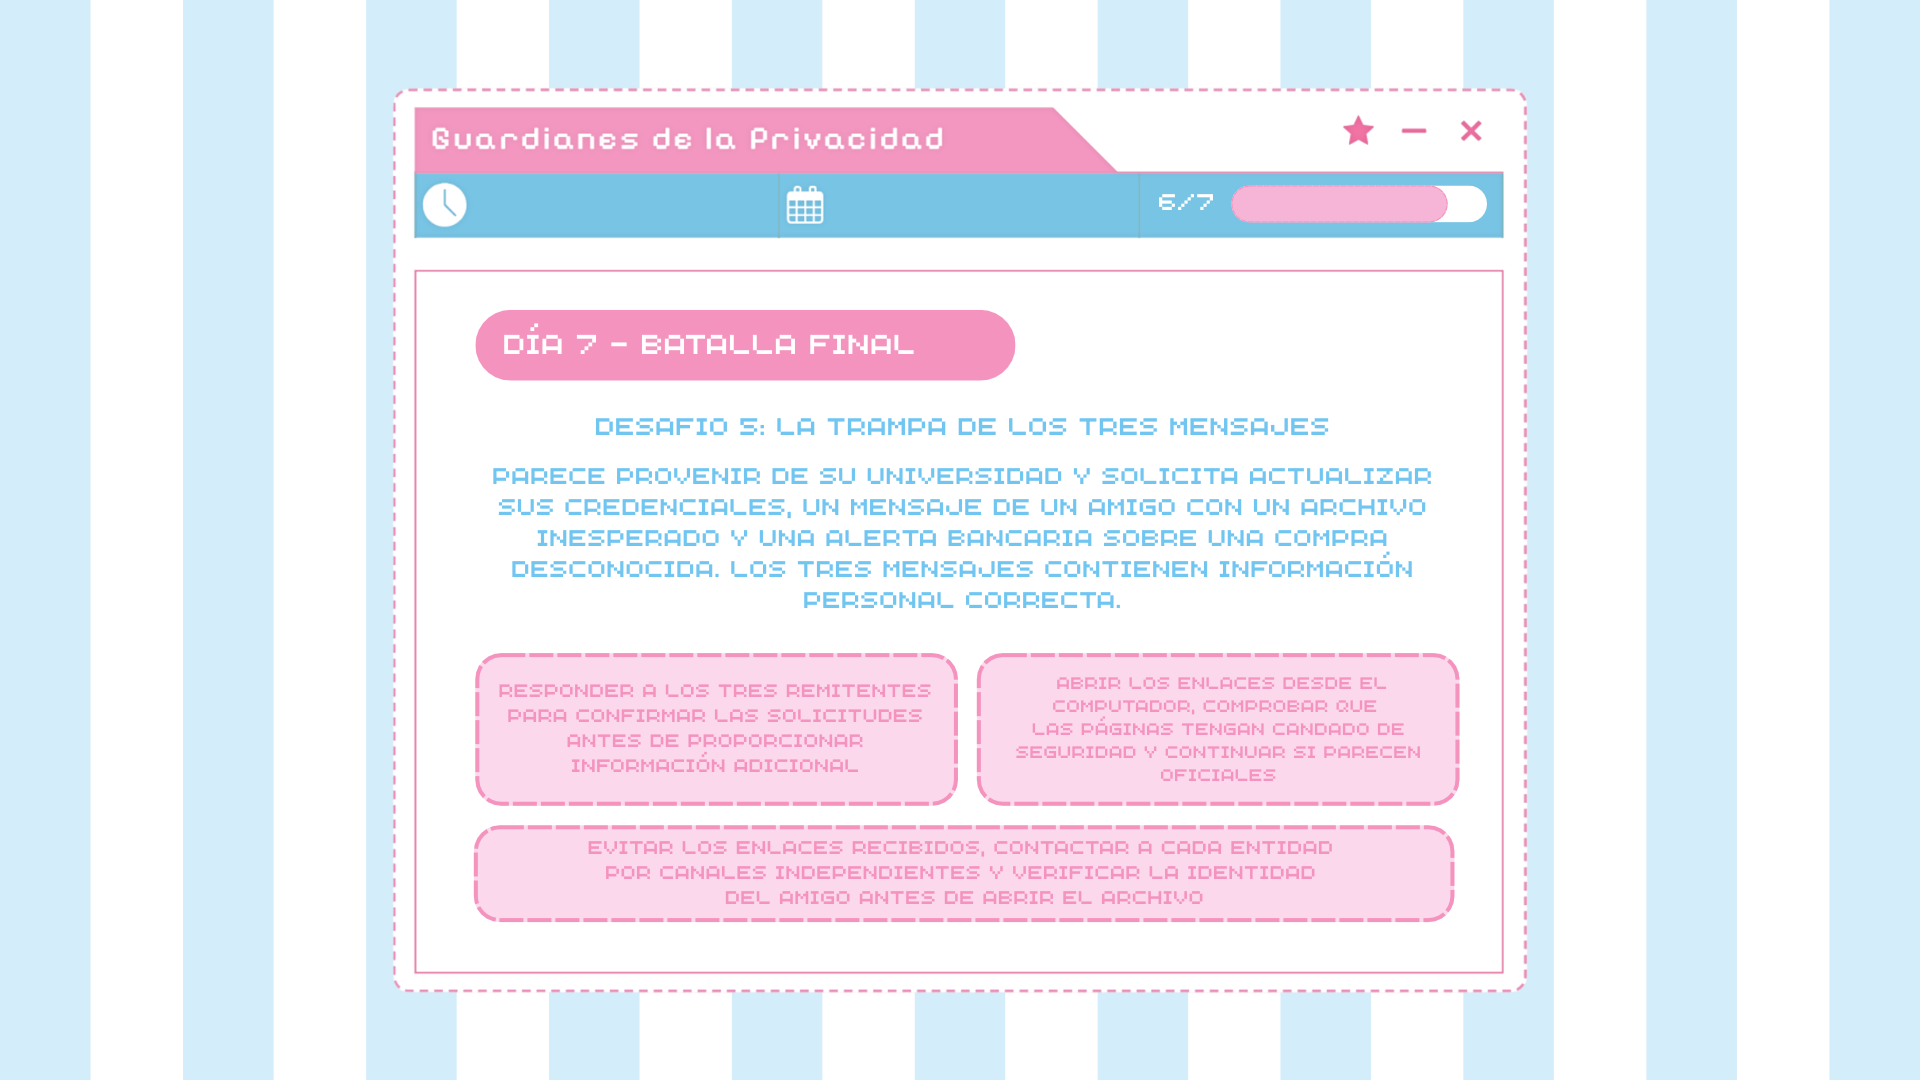 Guardianes de la Privacidad
6/7
DÍA 7 - BATALLA FINAL
DESAFIO 5: LA TRAMPA DE LOS TRES MENSAJES
PARECE PROVENIR DE SU UNIVERSIDAD Y SOLICITA ACTUALIZAR
SUS CREDENCIALES, UN MENSAJE DE UN AMIGO CON UN ARCHIVO
INESPERADO Y UNA ALERTA BANCARIA SOBRE UNA COMPRA
DESCONOCIDA. LOS TRES MENSAJES CONTIENEN INFORMACIÓN
PERSONAL CORRECTA.
RESPONDER A LOS TRES REMITENTES
PARA CONFIRMAR LAS SOLICITUDES
ANTES DE PROPORCIONAR
INFORMACIÓN ADICIONAL
ABRIR LOS ENLACES DESDE EL
COMPUTADOR, COMPROBAR QUE
LAS PÁGINAS TENGAN CANDADO DE
SEGURIDAD Y CONTINUAR SI PARECEN
OFICIALES
EVITAR LOS ENLACES RECIBIDOS, CONTACTAR A CADA ENTIDAD
POR CANALES INDEPENDIENTES Y VERIFICAR LA IDENTIDAD
DEL AMIGO ANTES DE ABRIR EL ARCHIVO